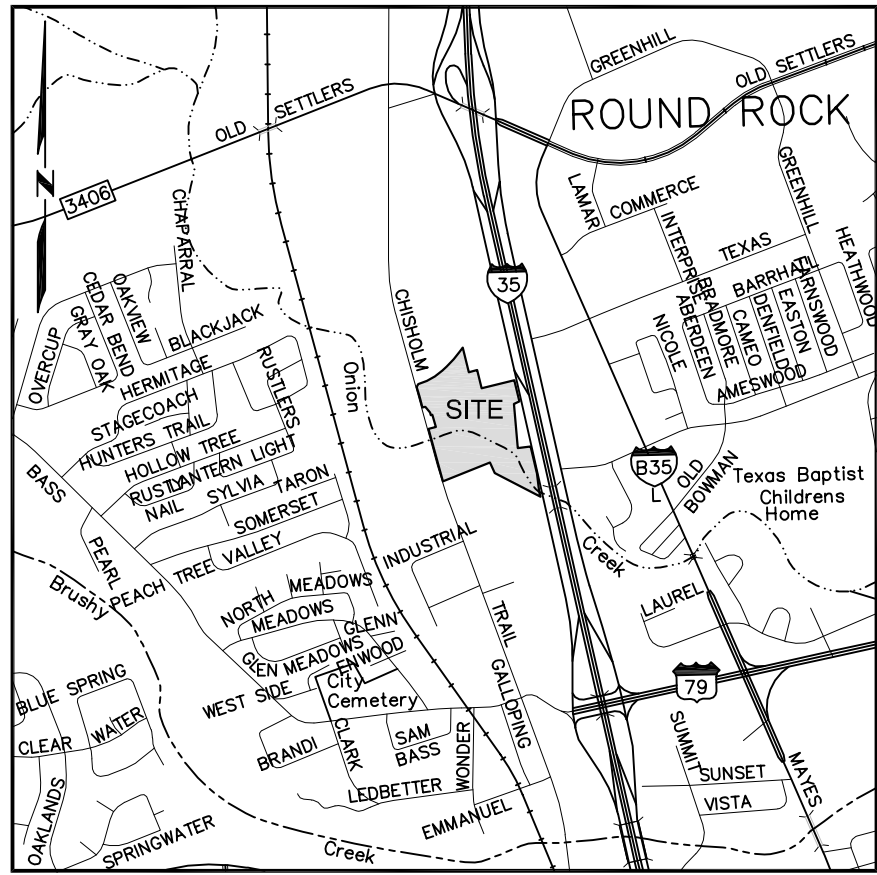 GREENHILL
OLD SETTLERS
ROUND ROCK
OLD SETTLERS
N
3406
CHAPARRAL
LAMAR
COMMERCE
GREENHILL
INTERPRISE
TEXAS
HEATHWOOD
35
CHISHOLM
BARRHAL
FARNSWOOD
EASTON
DENFIELD
CAMEO
BRADMORE
ABERDEEN
NICOLE
AMESWOOD
OVERCUP
CEDAR BEND
GRAY OAK
OAKVIEW
BLACKJACK
HERMITAGE
RUSTLERS
Onion
STAGECOACH
HUNTERS TRAIL
HOLLOW TREE
SITE
BASS
RUSTY
NAIL
LANTERN LIGHT
SYLVIA
TARON
SOMERSET
B35
L
OLD
BOWMAN
Texas Baptist
Childrens
Home
PEARL
PEACH TREE VALLEY
INDUSTRIAL
Creek
Brushy
NORTH
MEADOWS
MEADOWS
GLENN
ENWOOD
GLEN MEADOWS
TRAIL
LAUREL
City
Cemetery
WEST SIDE
GALLOPING
79
BLUE SPRING
CLEAR
WATER
BRANDI
CLARK
SAM
BASS
WONDER
SUMMIT
SUNSET
VISTA
MAYES
LEDBETTER
EMMANUEL
OAKLANDS
SPRINGWATER
Creek